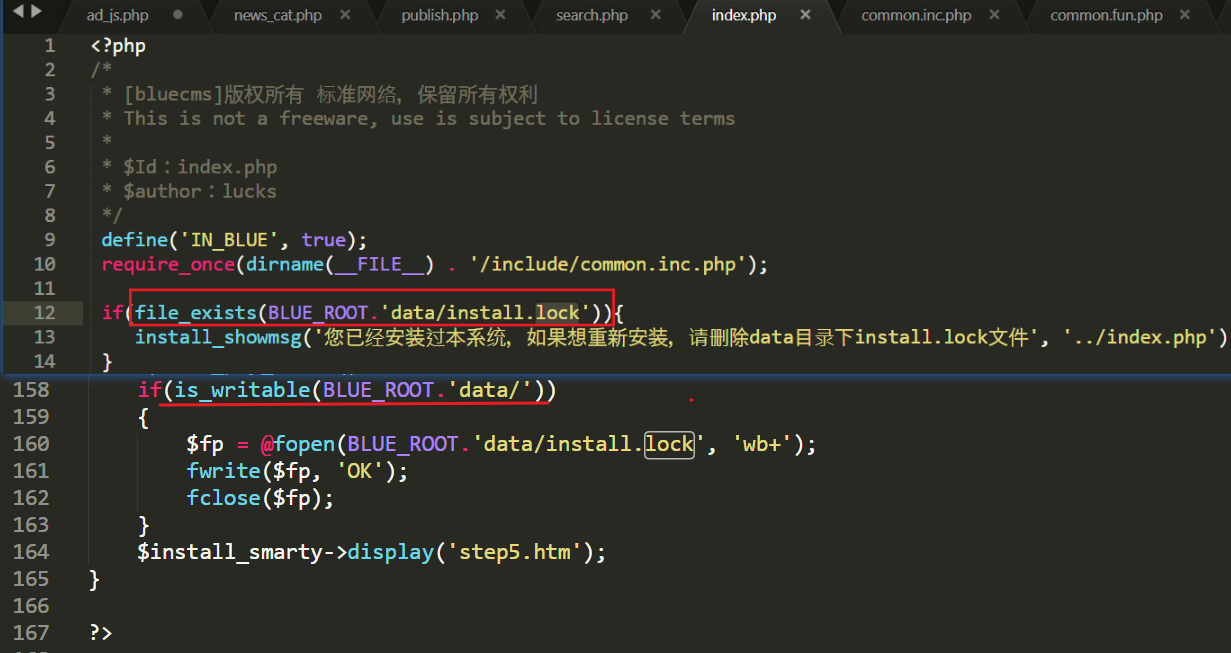 ad_js.php news_cat.php publish.php search.php index.php common.inc.php common.fun.php
1 <?php
2 /*
3 * [bluecms]版权所有 标准网络，保留所有权利
4 * This is not a freeware, use is subject to license terms
5 *
6 * $Id：index.php
7 * $author：lucks
8 */
9 define('IN_BLUE', true);
10 require_once(dirname(__FILE__) . '/include/common.inc.php');
11
12 if(file_exists(BLUE_ROOT.'data/install.lock')){
13 install_showmsg('您已经安装过本系统，如果想重新安装，请删除data目录下install.lock文件', '../index.php')
14 }
158 if(is_writable(BLUE_ROOT.'data/'))
159 {
160 $fp = @fopen(BLUE_ROOT.'data/install.lock', 'wb+');
161 fwrite($fp, 'OK');
162 fclose($fp);
163 }
164 $install_smarty->display('step5.htm');
165 }
166
167 ?>